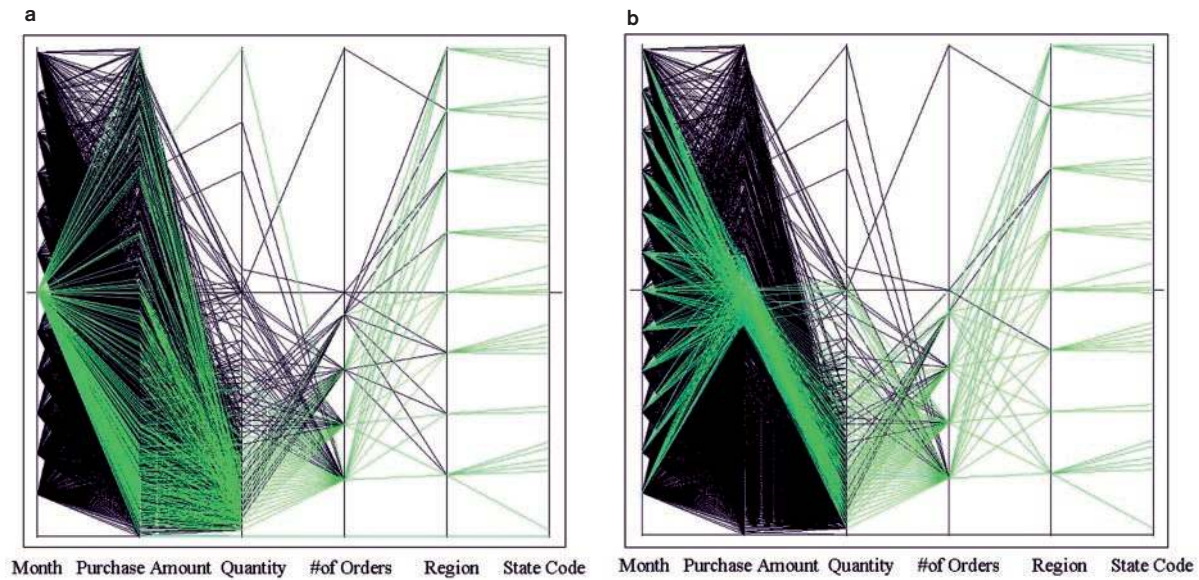 a
b
Month Purchase Amount Quantity #of Orders Region State Code
Month Purchase Amount Quantity #of Orders Region State Code